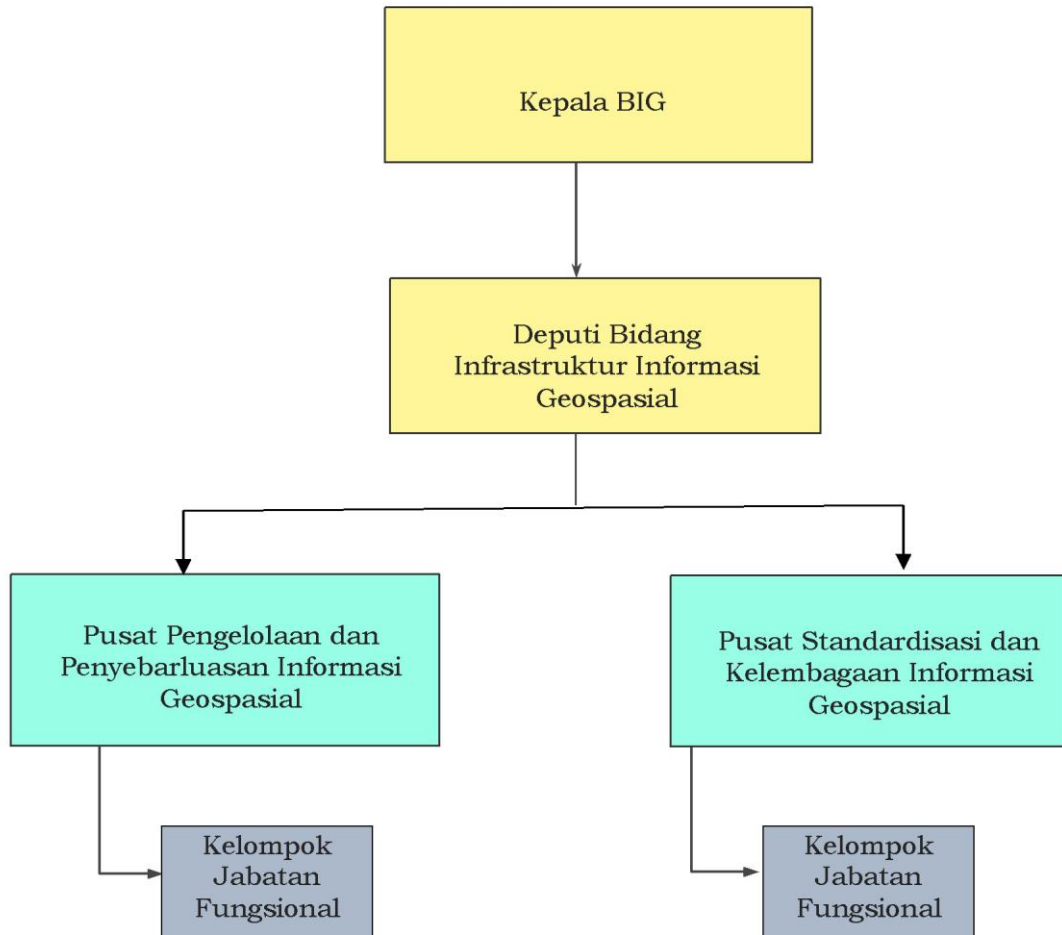 Kepala BIG
Deputi Bidang
Infrastruktur Informasi
Geospasial
Pusat Pengelolaan dan
Penyebarluasan Informasi
Geospasial
Pusat Standardisasi dan
Kelembagaan Informasi
Geospasial
Kelompok
Jabatan
Fungsional
Kelompok
Jabatan
Fungsional